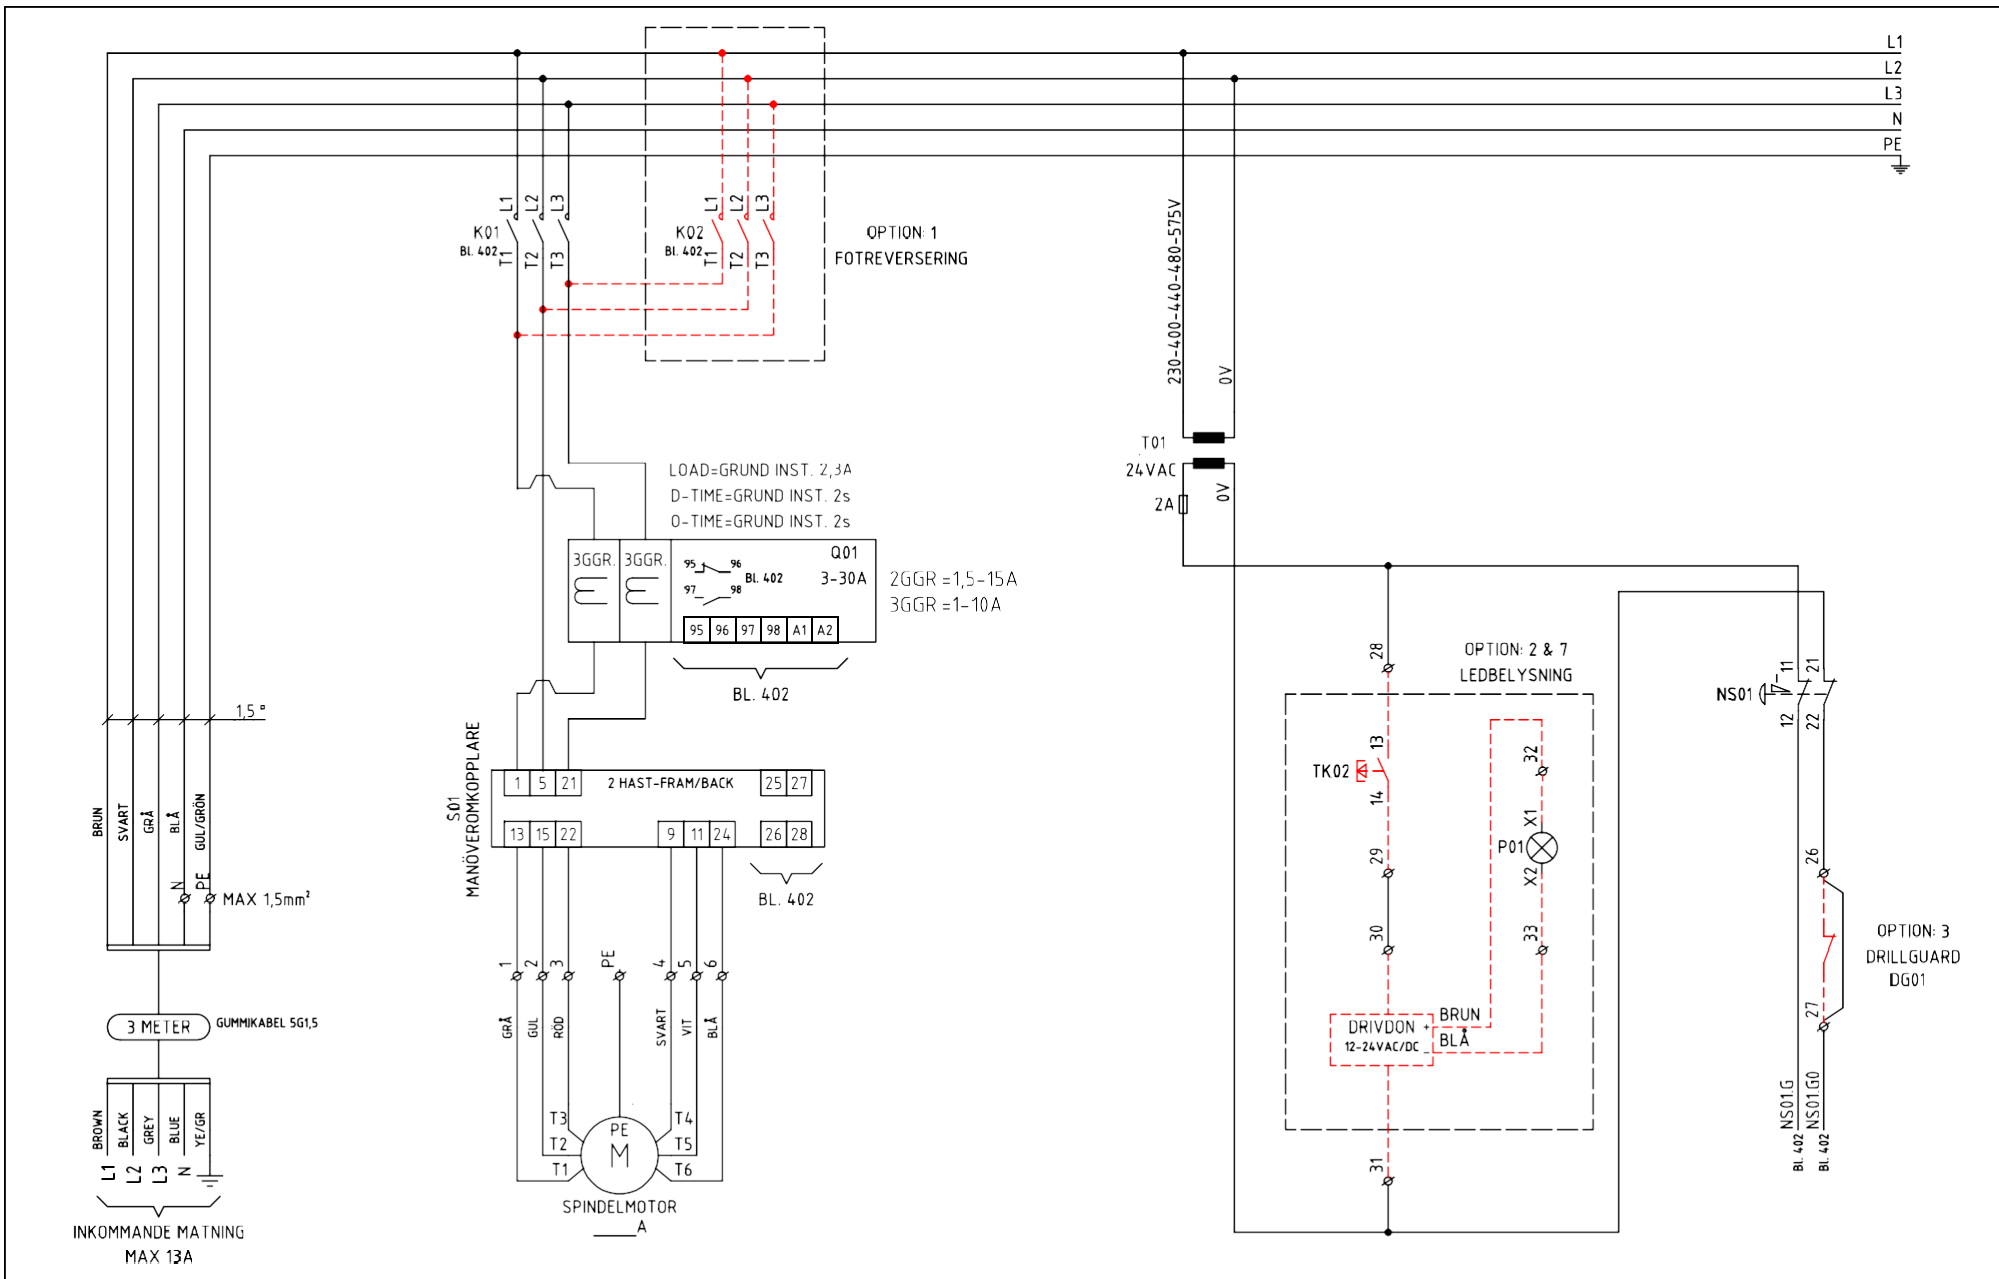 L1
L2
L3
N
PE
L1
L2
L3
K01
BL. 402
T1
T2
T3
L1
L2
L3
K02
BL. 402
T1
T2
T3
OPTION: 1
FOTREVERSERING
230-400-440-480-575V
0V
T01
24VAC
2A
0V
LOAD=GRUND INST. 2,3A
D-TIME=GRUND INST. 2s
O-TIME=GRUND INST. 2s
3GGR.
3GGR.
95
96
97
98
BL. 402
Q01
3-30A
95 96 97 98 A1 A2
2GGR =1,5-15A
3GGR =1-10A
BL. 402
S01
MANÖVEROMKOPPLARE
1 5 21
2 HAST-FRAM/BACK
25 27
13 15 22
9 11 24
26 28
BL. 402
1,5 □
BRUN
SVART
GRÅ
BLÅ
GUL/GRÖN
N
PE
MAX 1,5mm²
3 METER
GUMMIKABEL 5G1,5
BROWN
BLACK
GREY
BLUE
YE/GR
L1
L2
L3
N
INKOMMANDE MATNING
MAX 13A
1
2
3
PE
4
5
6
GRÅ
GUL
RÖD
SVART
VIT
BLÅ
T3
T2
T1
PE
M
T4
T5
T6
SPINDELMOTOR
A
OPTION: 2 & 7
LEDBELYSNING
28
13
TK02
14
29
30
32
X1
P01
X2
33
DRIVDON +
12-24VAC/DC -
BRUN
BLÅ
31
11
21
NS01
12
22
26
27
OPTION: 3
DRILLGUARD
DG01
NS01.G
NS01.G0
BL. 402
BL. 402